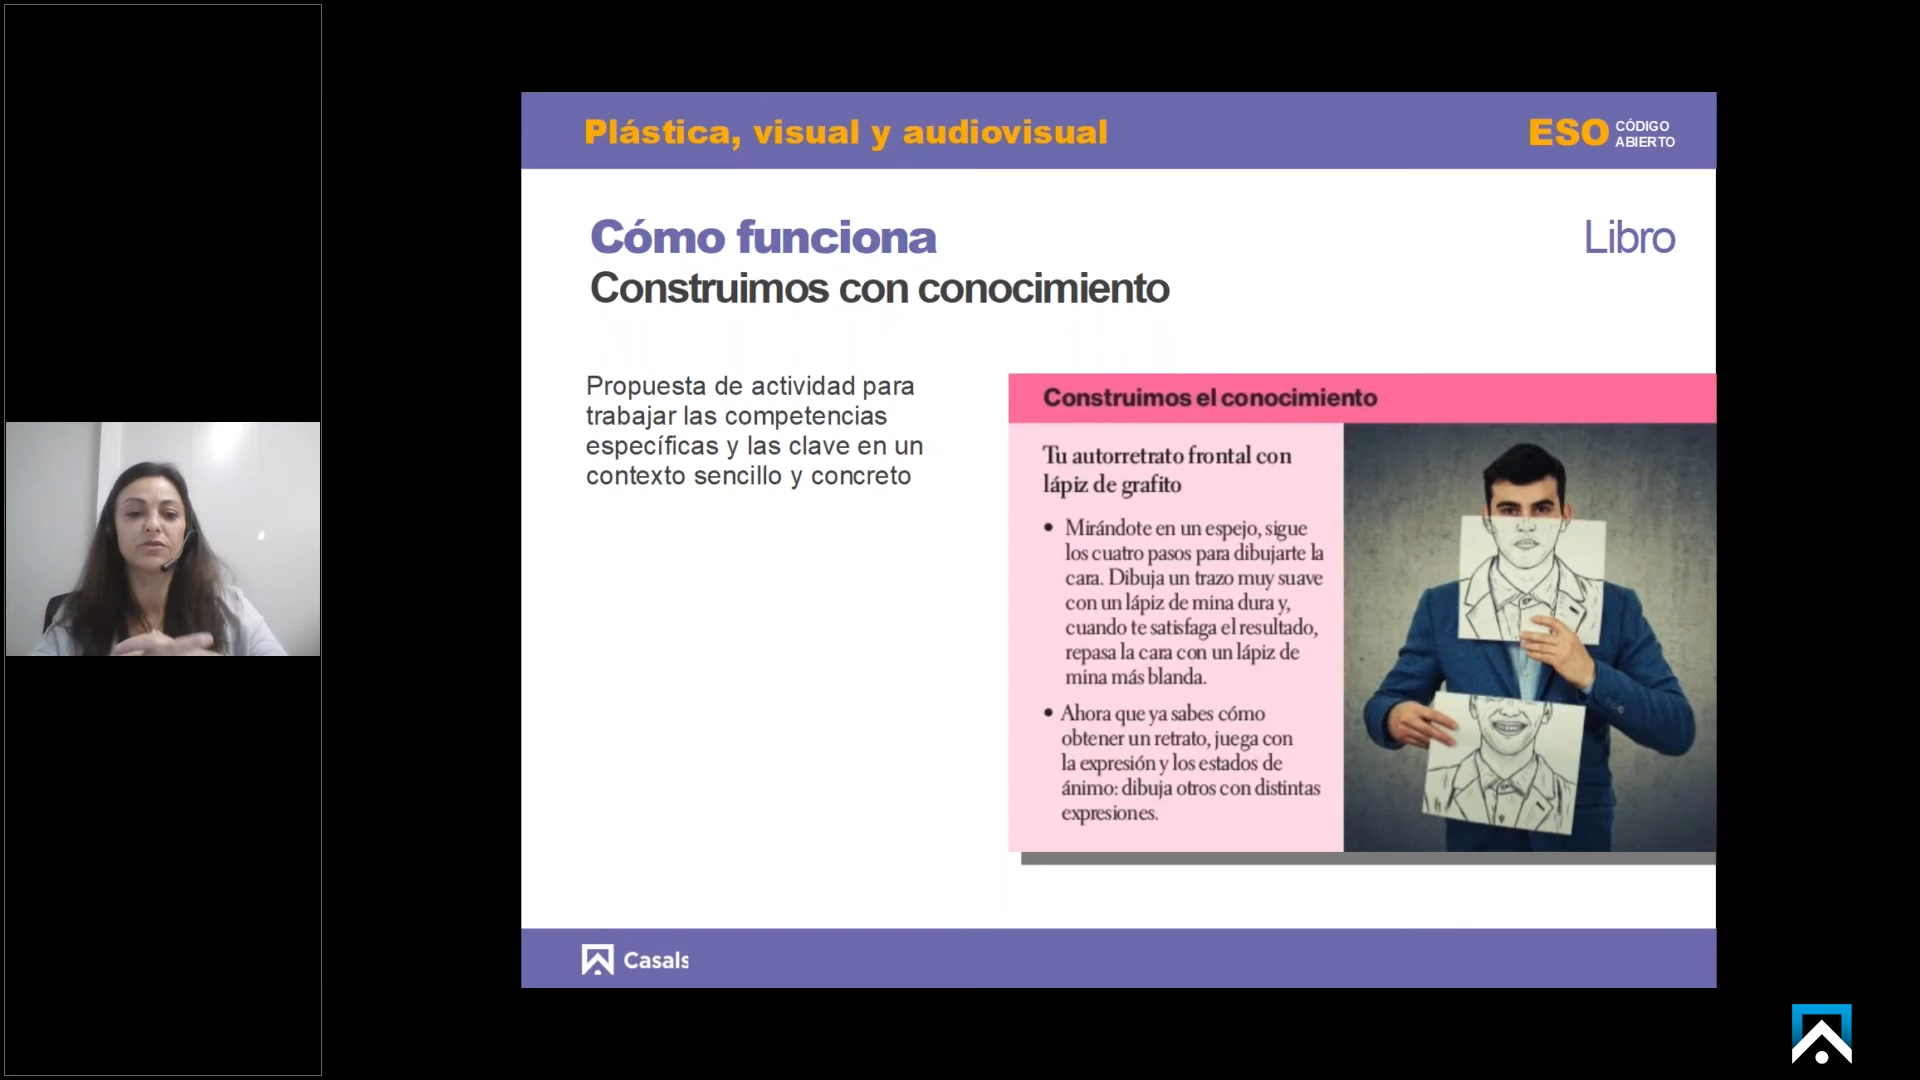 Plástica, visual y audiovisual
ESO CÓDIGO
ABIERTO
Cómo funciona
Libro
Construimos con conocimiento
Propuesta de actividad para
trabajar las competencias
específicas y las clave en un
contexto sencillo y concreto
Construimos el conocimiento
Tu autorretrato frontal con
lápiz de grafito
• Mirándote en un espejo, sigue
los cuatro pasos para dibujarte la
cara. Dibuja un trazo muy suave
con un lápiz de mina dura y,
cuando te satisfaga el resultado,
repasa la cara con un lápiz de
mina más blanda.
• Ahora que ya sabes cómo
obtener un retrato, juega con
la expresión y los estados de
ánimo: dibuja otros con distintas
expresiones.
Casals